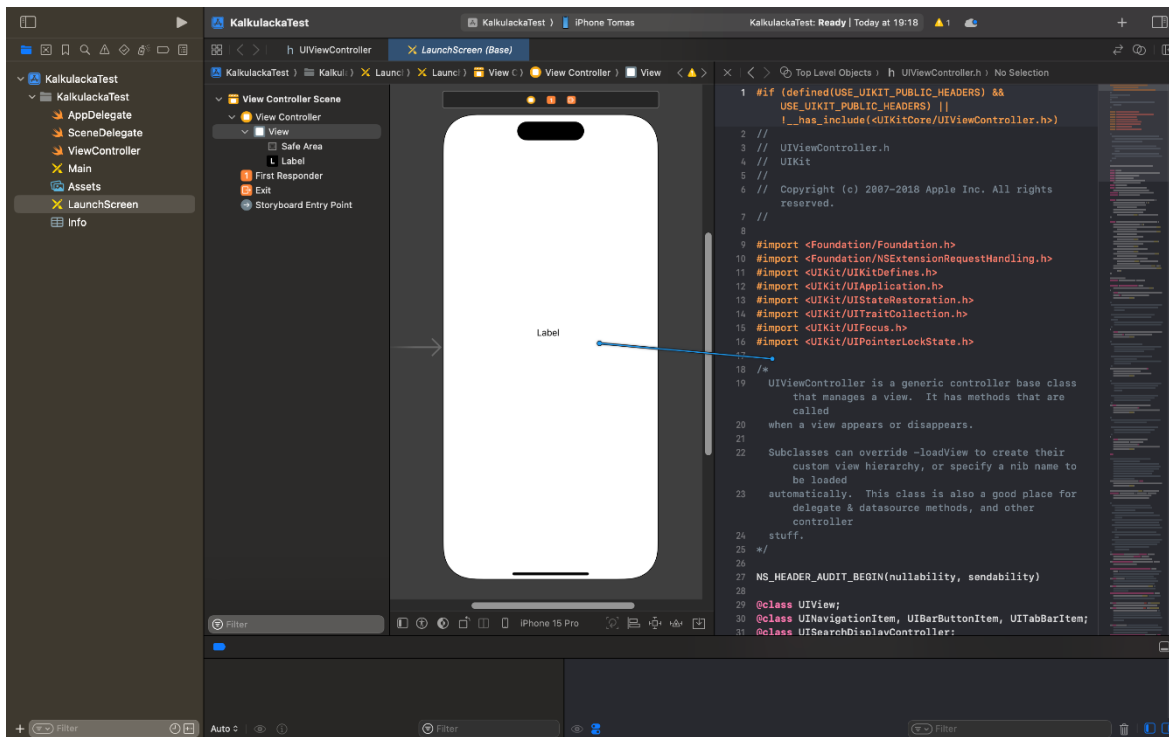 KalkulackaTest
KalkulackaTest ⟩ iPhone Tomas
KalkulackaTest: Ready | Today at 19:18
1
h UIViewController
LaunchScreen (Base)
KalkulackaTest
KalkulackaTest
AppDelegate
SceneDelegate
ViewController
Main
Assets
LaunchScreen
Info
Filter
KalkulackaTest ⟩ Kalkul ⟩ Launc ⟩ Launc ⟩ View C ⟩ View Controller ⟩ View
View Controller Scene
View Controller
View
Safe Area
L Label
1 First Responder
Exit
Storyboard Entry Point
Filter
Label
iPhone 15 Pro
Top Level Objects ⟩ h UIViewController.h ⟩ No Selection
1 #if (defined(USE_UIKIT_PUBLIC_HEADERS) &&
USE_UIKIT_PUBLIC_HEADERS) ||
!__has_include(<UIKitCore/UIViewController.h>)
2 //
3 // UIViewController.h
4 // UIKit
5 //
6 // Copyright (c) 2007-2018 Apple Inc. All rights
reserved.
7 //
8
9 #import <Foundation/Foundation.h>
10 #import <Foundation/NSExtensionRequestHandling.h>
11 #import <UIKit/UIKitDefines.h>
12 #import <UIKit/UIApplication.h>
13 #import <UIKit/UIStateRestoration.h>
14 #import <UIKit/UITraitCollection.h>
15 #import <UIKit/UIFocus.h>
16 #import <UIKit/UIPointerLockState.h>
17
18 /*
19 UIViewController is a generic controller base class
that manages a view. It has methods that are
called
20 when a view appears or disappears.
21
22 Subclasses can override -loadView to create their
custom view hierarchy, or specify a nib name to
be loaded
23 automatically. This class is also a good place for
delegate & datasource methods, and other
controller
24 stuff.
25 */
26
27 NS_HEADER_AUDIT_BEGIN(nullability, sendability)
28
29 @class UIView;
30 @class UINavigationItem, UIBarButtonItem, UITabBarItem;
31 @class UISearchDisplayController;
Auto
Filter
Filter